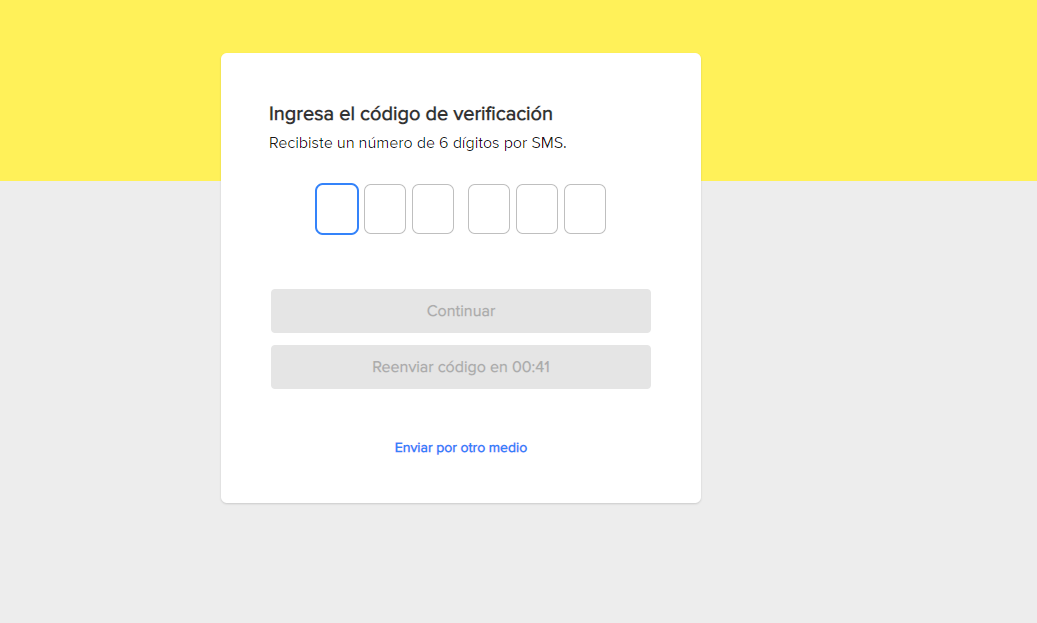 Ingresa el código de verificación
Recibiste un número de 6 dígitos por SMS.
Continuar
Reenviar código en 00:41
Enviar por otro medio